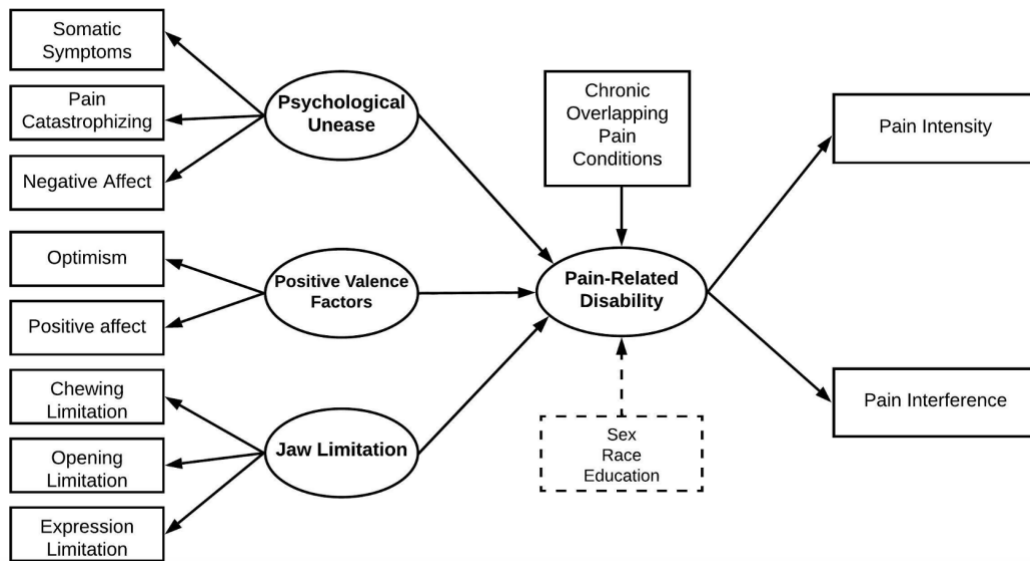 Somatic
Symptoms
Pain
Catastrophizing
Negative Affect
Optimism
Positive affect
Chewing
Limitation
Opening
Limitation
Expression
Limitation
Psychological
Unease
Positive Valence
Factors
Jaw Limitation
Chronic
Overlapping
Pain
Conditions
Pain-Related
Disability
Sex
Race
Education
Pain Intensity
Pain Interference